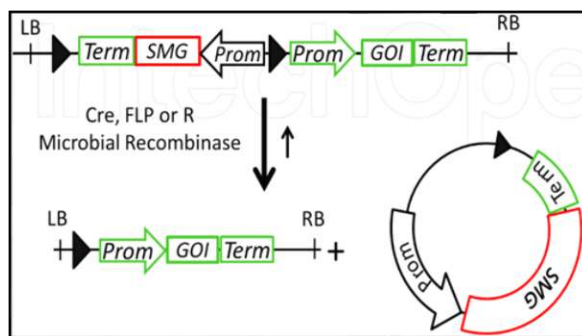 LB RB
Term SMG Prom Prom GOI Term
Cre, FLP or R
Microbial Recombinase
LB RB
Prom GOI Term +
Term
Prom
SMG